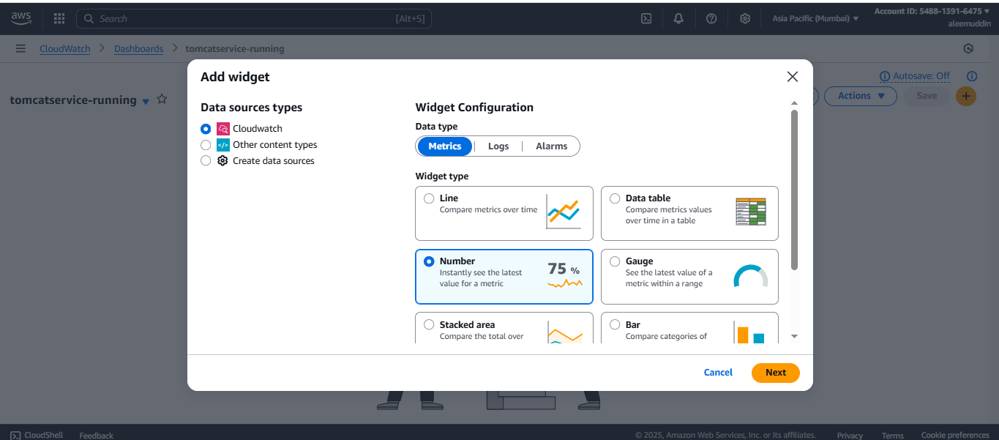 aws
Search
[Alt+S]
Asia Pacific (Mumbai)
Account ID: 5488-1391-6475
aleemuddin
CloudWatch
Dashboards
tomcatservice-running
Autosave: Off
tomcatservice-running
Actions
Save
Add widget
Data sources types
Cloudwatch
Other content types
Create data sources
Widget Configuration
Data type
Metrics
Logs
Alarms
Widget type
Line
Compare metrics over time
Data table
Compare metrics values
over time in a table
Number
Instantly see the latest
value for a metric
75 %
Gauge
See the latest value of a
metric within a range
Stacked area
Compare the total over
Bar
Compare categories of
Cancel
Next
CloudShell
Feedback
© 2025, Amazon Web Services, Inc. or its affiliates.
Privacy
Terms
Cookie preferences